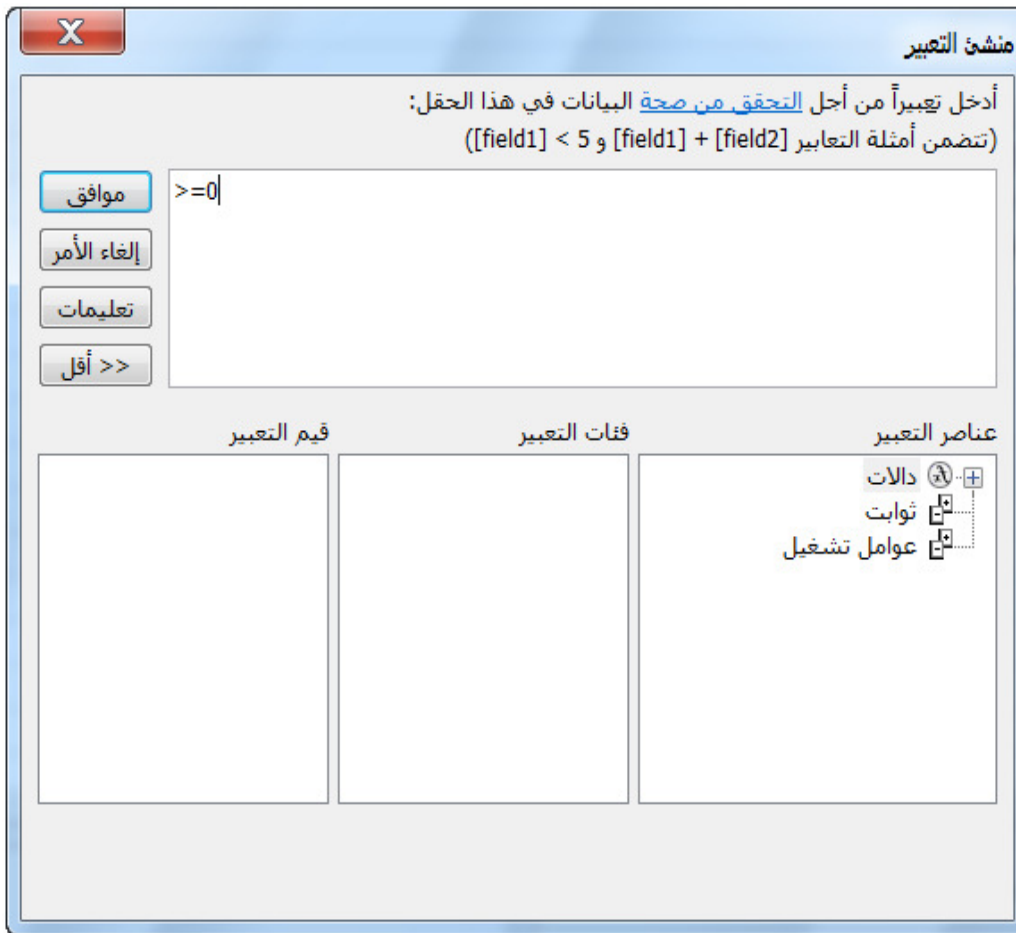 منشئ التعبير
أدخل تعبيراً من أجل التحقق من صحة البيانات في هذا الحقل:
(تتضمن أمثلة التعابير [field1] + [field2] و [field1] < 5)
>=0
موافق
إلغاء الأمر
تعليمات
<< أقل
عناصر التعبير
فئات التعبير
قيم التعبير
دالات
ثوابت
عوامل تشغيل